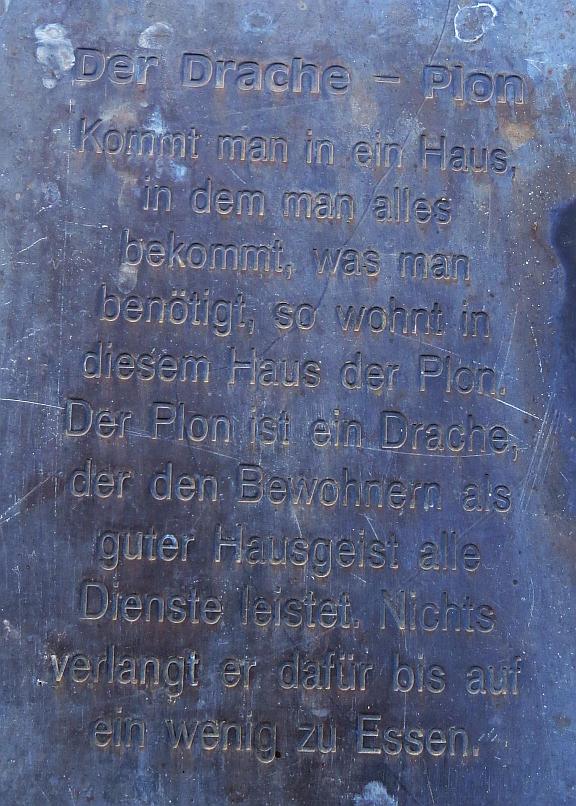 Der Drache – Plon
Kommt man in ein Haus,
in dem man alles
bekommt, was man
benötigt, so wohnt in
diesem Haus der Plon.
Der Plon ist ein Drache,
der den Bewohnern als
guter Hausgeist alle
Dienste leistet. Nichts
verlangt er dafür bis auf
ein wenig zu Essen.